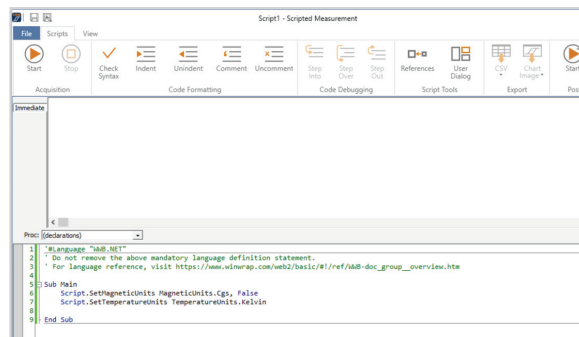 Script1 - Scripted Measurement
File Scripts View
Start Stop Check Syntax Indent Unindent Comment Uncomment Step Into Step Over Step Out References User Dialog CSV Chart Image Start
Acquisition Code Formatting Code Debugging Script Tools Export Post
Immediate
Proc: (declarations)
1 '#Language "WWB.NET"
2 ' Do not remove the above mandatory language definition statement.
3 ' For language reference, visit https://www.winwrap.com/web2/basic/#!/ref/WWB-doc_group__overview.htm
4
5 Sub Main
6 Script.SetMagneticUnits MagneticUnits.Cgs, False
7 Script.SetTemperatureUnits TemperatureUnits.Kelvin
8
9 End Sub